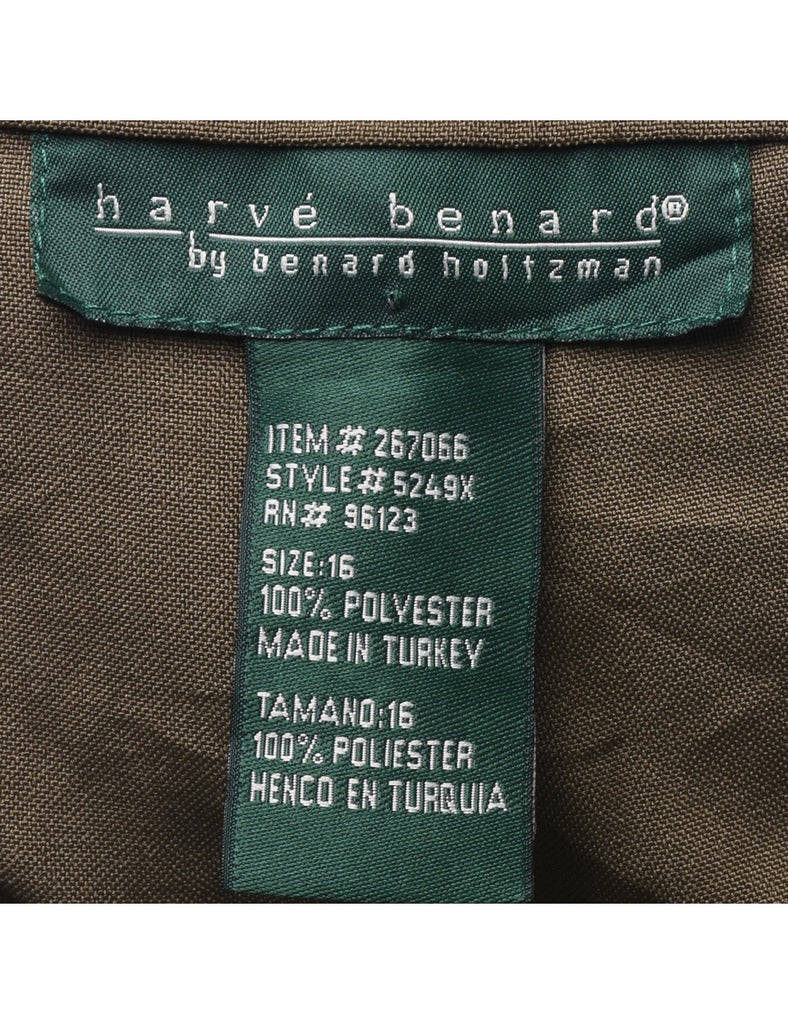 harvé benard®
by benard holtzman
ITEM # 267066
STYLE # 5249X
RN# 96123
SIZE:16
100% POLYESTER
MADE IN TURKEY
TAMANO:16
100% POLIESTER
HENCO EN TURQUIA